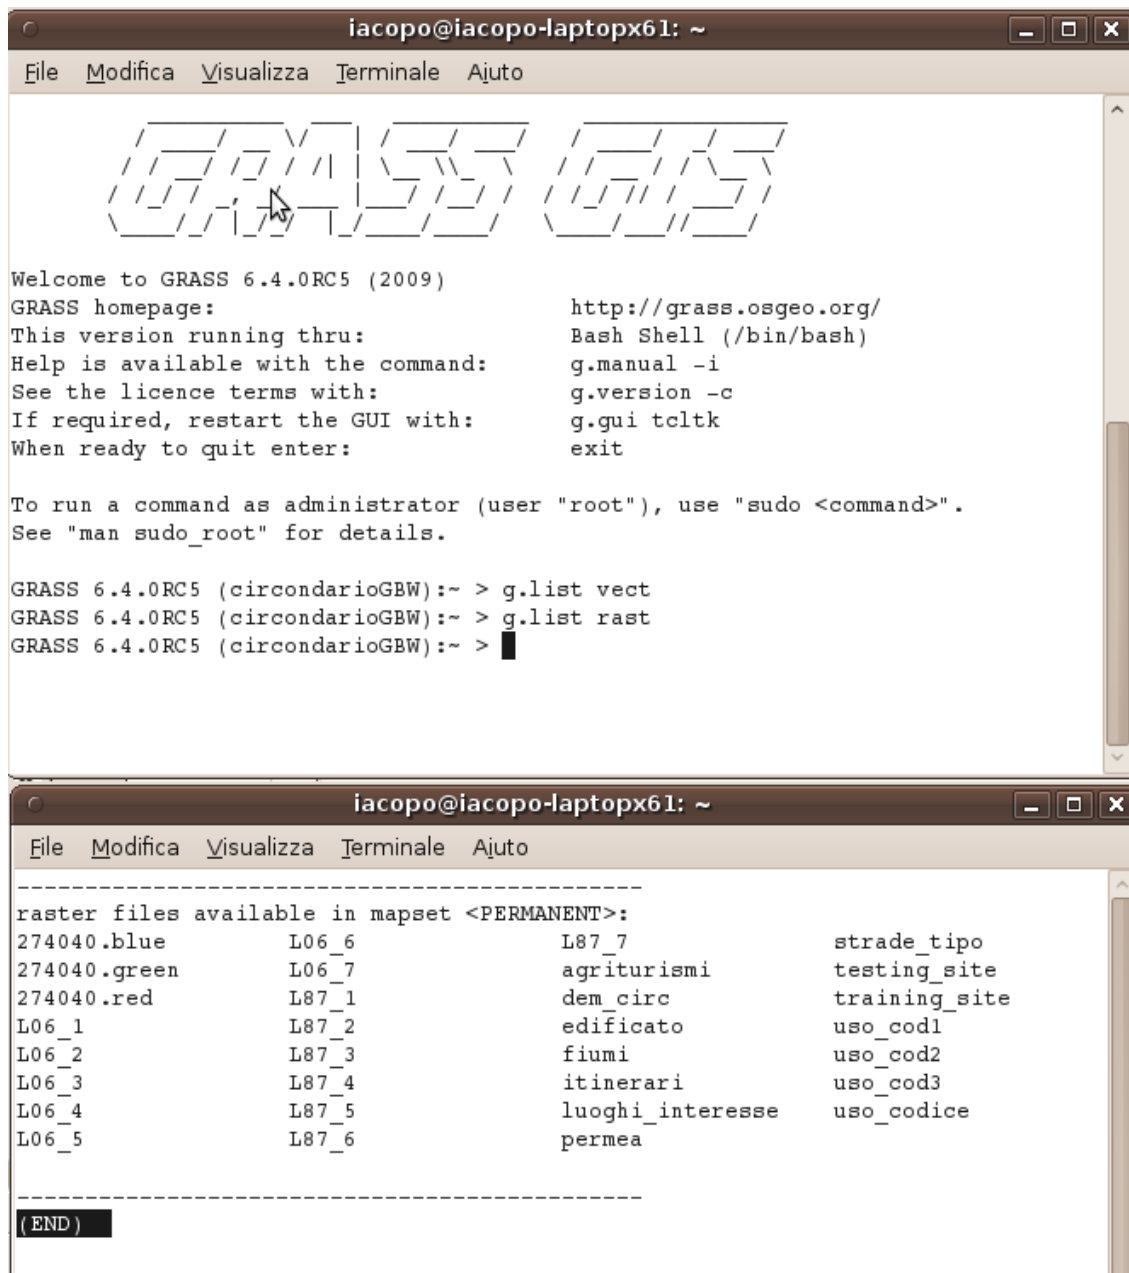 iacopo@iacopo-laptopx61: ~
File Modifica Visualizza Terminale Aiuto
GRASS GIS
Welcome to GRASS 6.4.0RC5 (2009)
GRASS homepage: http://grass.osgeo.org/
This version running thru: Bash Shell (/bin/bash)
Help is available with the command: g.manual -i
See the licence terms with: g.version -c
If required, restart the GUI with: g.gui tcltk
When ready to quit enter: exit
To run a command as administrator (user "root"), use "sudo <command>".
See "man sudo_root" for details.
GRASS 6.4.0RC5 (circondarioGBW):~ > g.list vect
GRASS 6.4.0RC5 (circondarioGBW):~ > g.list rast
GRASS 6.4.0RC5 (circondarioGBW):~ >
iacopo@iacopo-laptopx61: ~
File Modifica Visualizza Terminale Aiuto
----------------------------------------------
raster files available in mapset <PERMANENT>:
274040.blue L06_6 L87_7 strade_tipo
274040.green L06_7 agriturismi testing_site
274040.red L87_1 dem_circ training_site
L06_1 L87_2 edificato uso_cod1
L06_2 L87_3 fiumi uso_cod2
L06_3 L87_4 itinerari uso_cod3
L06_4 L87_5 luoghi_interesse uso_codice
L06_5 L87_6 permea
----------------------------------------------
(END)